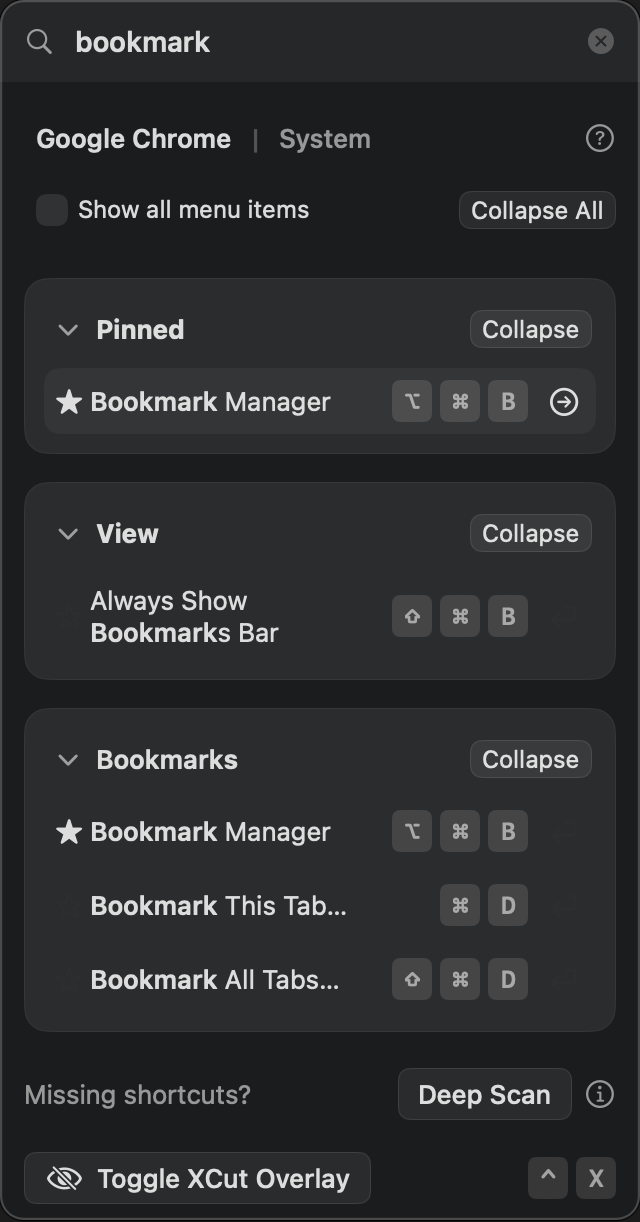 bookmark
Google Chrome | System ?
Show all menu items Collapse All
Pinned Collapse
Bookmark Manager ⌥ ⌘ B
View Collapse
Always Show
Bookmarks Bar ⇧ ⌘ B
Bookmarks Collapse
Bookmark Manager ⌥ ⌘ B
Bookmark This Tab... ⌘ D
Bookmark All Tabs... ⇧ ⌘ D
Missing shortcuts? Deep Scan i
Toggle XCut Overlay ^ X